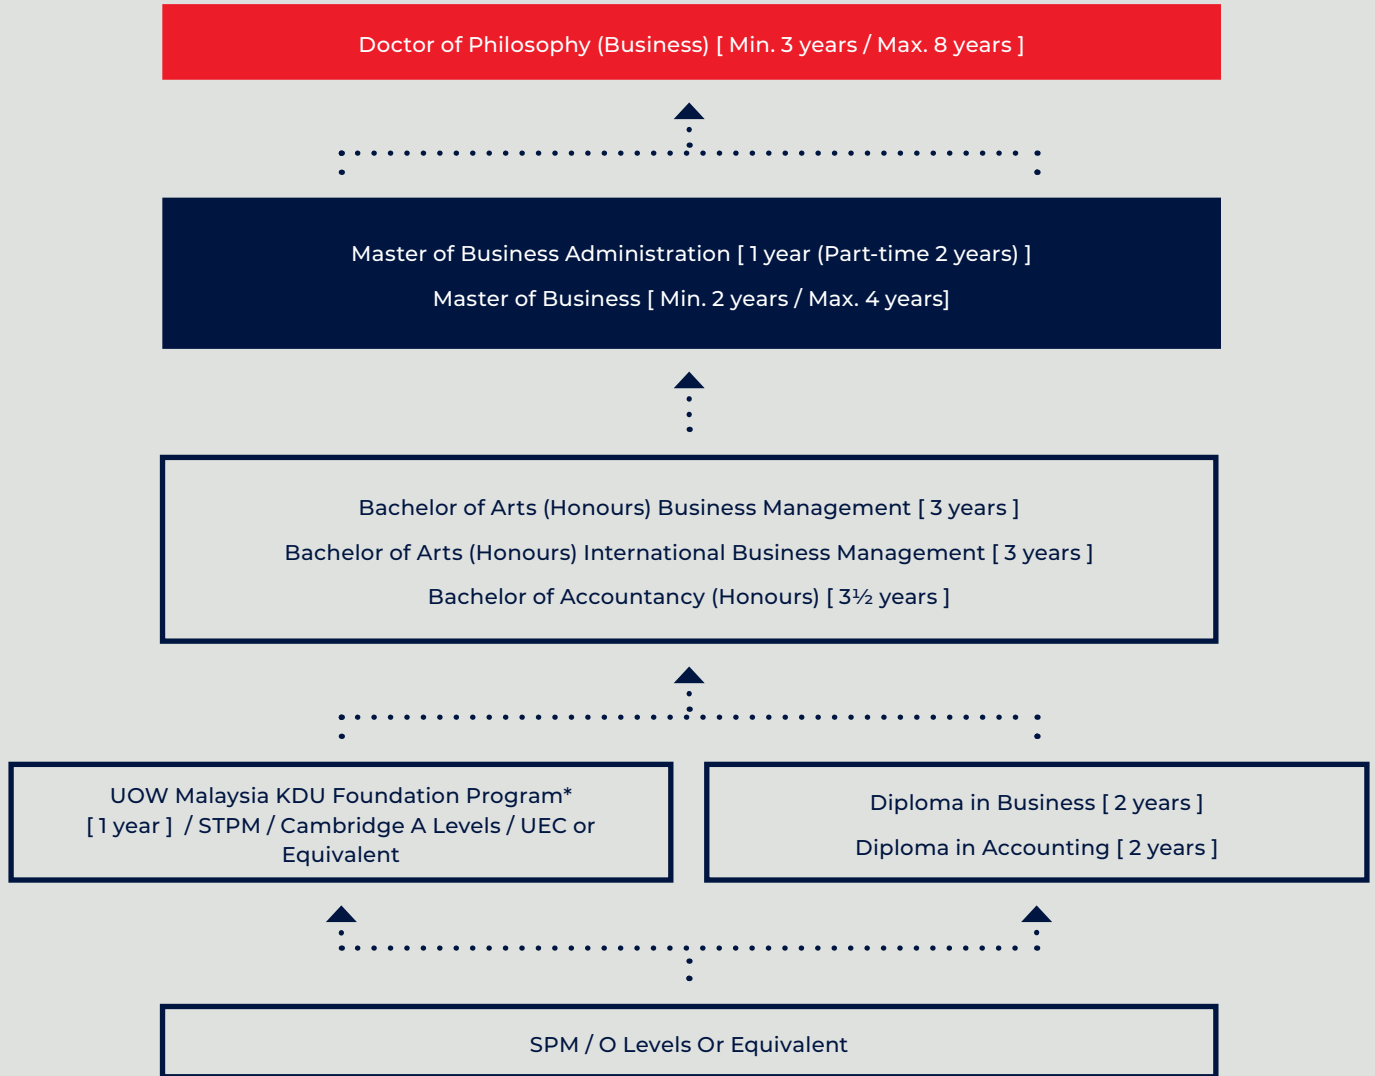 Doctor of Philosophy (Business) [ Min. 3 years / Max. 8 years ]
Master of Business Administration [ 1 year (Part-time 2 years) ]
Master of Business [ Min. 2 years / Max. 4 years]
Bachelor of Arts (Honours) Business Management [ 3 years ]
Bachelor of Arts (Honours) International Business Management [ 3 years ]
Bachelor of Accountancy (Honours) [ 3½ years ]
UOW Malaysia KDU Foundation Program*
[ 1 year ] / STPM / Cambridge A Levels / UEC or
Equivalent
Diploma in Business [ 2 years ]
Diploma in Accounting [ 2 years ]
SPM / O Levels Or Equivalent